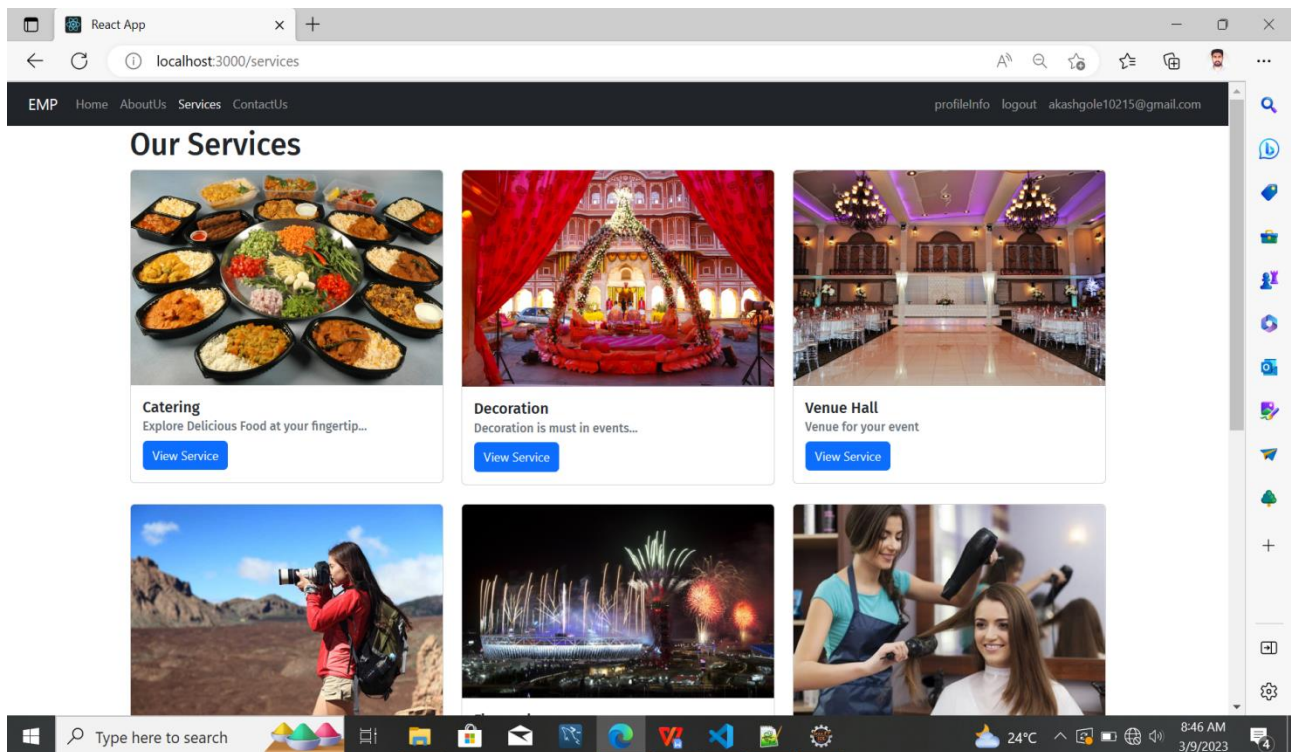 React App
localhost:3000/services
EMP Home AboutUs Services ContactUs profileInfo logout akashgole10215@gmail.com
Our Services
Catering
Explore Delicious Food at your fingertip...
View Service
Decoration
Decoration is must in events...
View Service
Venue Hall
Venue for your event
View Service
Type here to search
24°C
8:46 AM
3/9/2023
4